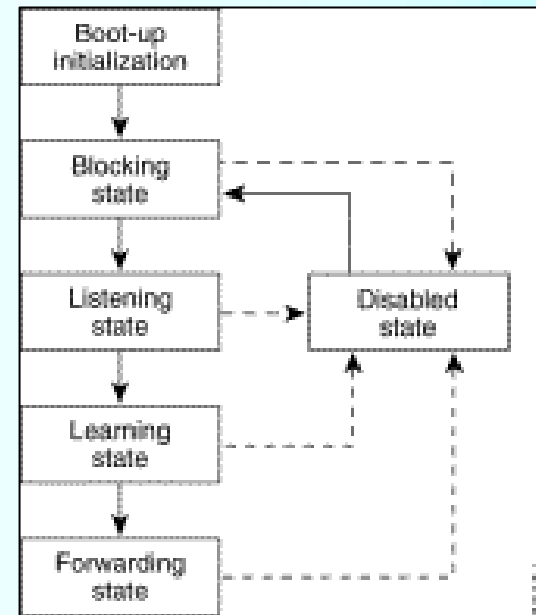 Boot-up
initialization
Blocking
state
Listening
state
Disabled
state
Learning
state
Forwarding
state